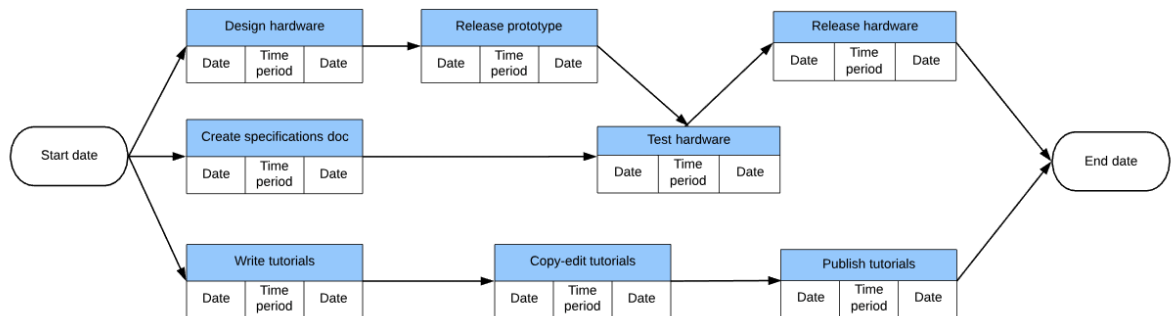 Design hardware
Date Time period Date
Release prototype
Date Time period Date
Release hardware
Date Time period Date
Start date
Create specifications doc
Date Time period Date
Test hardware
Date Time period Date
End date
Write tutorials
Date Time period Date
Copy-edit tutorials
Date Time period Date
Publish tutorials
Date Time period Date